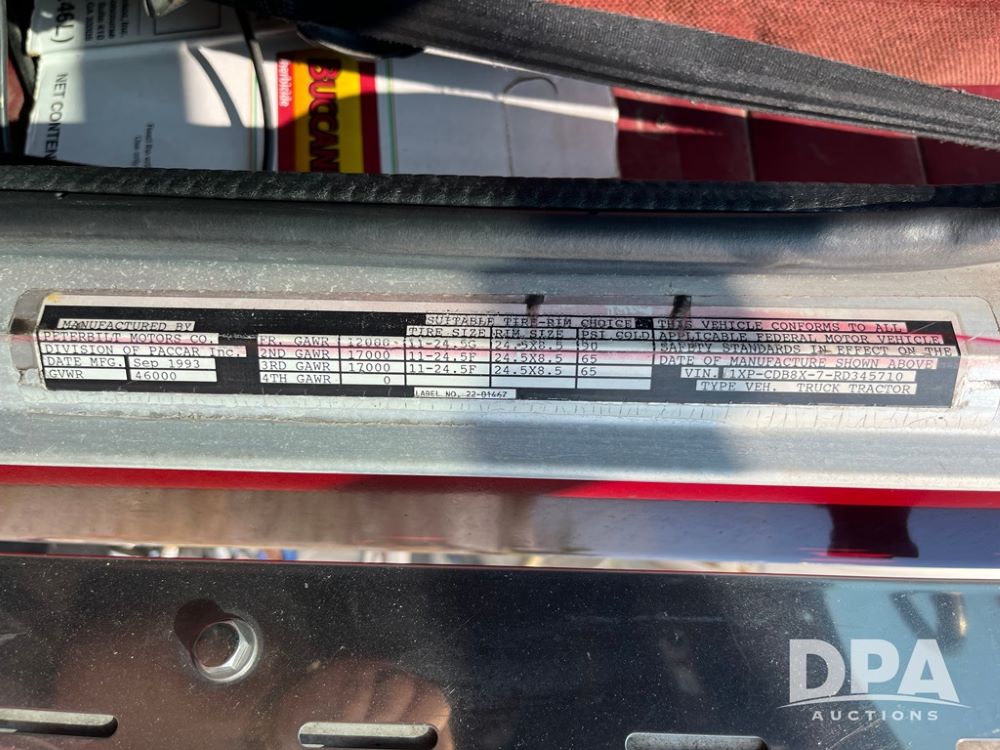 46L)
NET CONTEN
BUCCAN
herbicide
MANUFACTURED BY
PETERBILT MOTORS CO.
DIVISION OF PACCAR Inc.
DATE MFG. Sep 1993
GVWR 46000
SUITABLE TIRE-RIM CHOICE
TIRE SIZE RIM SIZE PSI COLD
FR. GAWR 12000 11-24.5G 24.5X8.5
2ND GAWR 17000 11-24.5F 24.5X8.5 65
3RD GAWR 17000 11-24.5F 24.5X8.5 65
4TH GAWR 0
LABEL NO. 22-01467
THIS VEHICLE CONFORMS TO ALL
APPLICABLE FEDERAL MOTOR VEHICLE
SAFETY STANDARDS IN EFFECT ON THE
DATE OF MANUFACURE SHOWN ABOVE
VIN. 1XP-CDB8X-7-RD345710
TYPE VEH. TRUCK TRACTOR
DPA
AUCTIONS